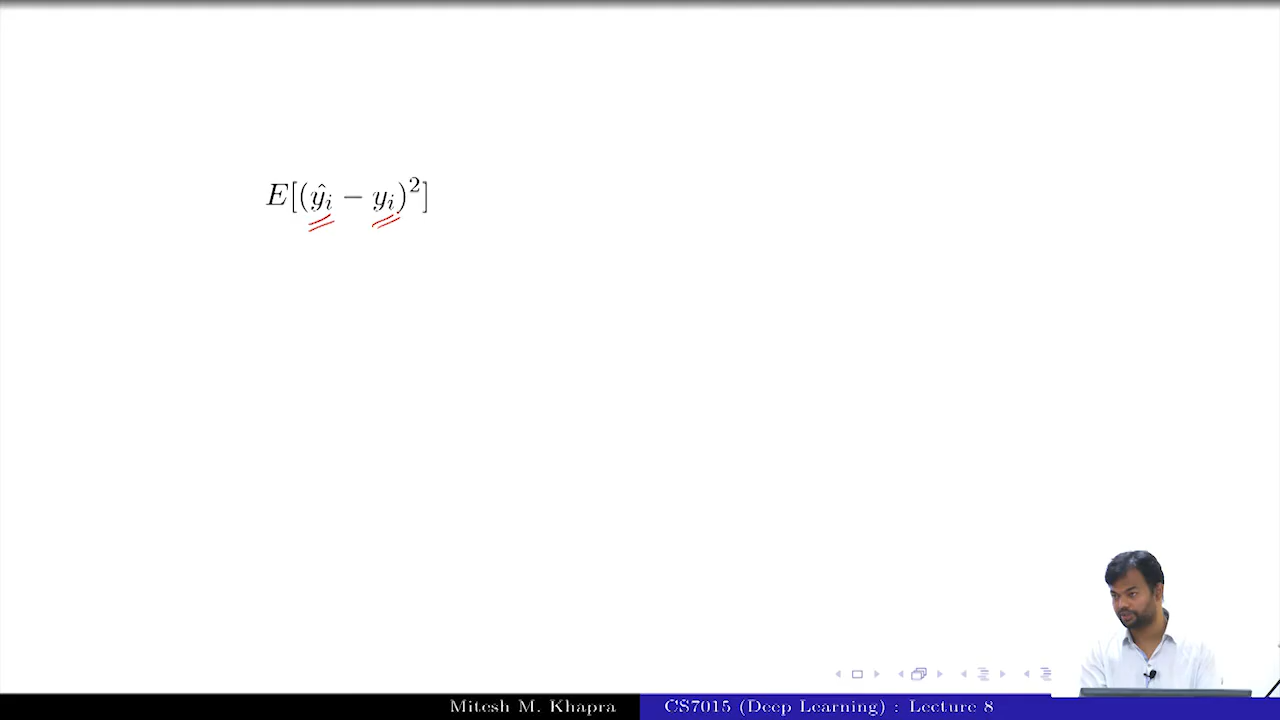 E[(ŷᵢ − yᵢ)²]
Mitesh M. Khapra
CS7015 (Deep Learning) : Lecture 8